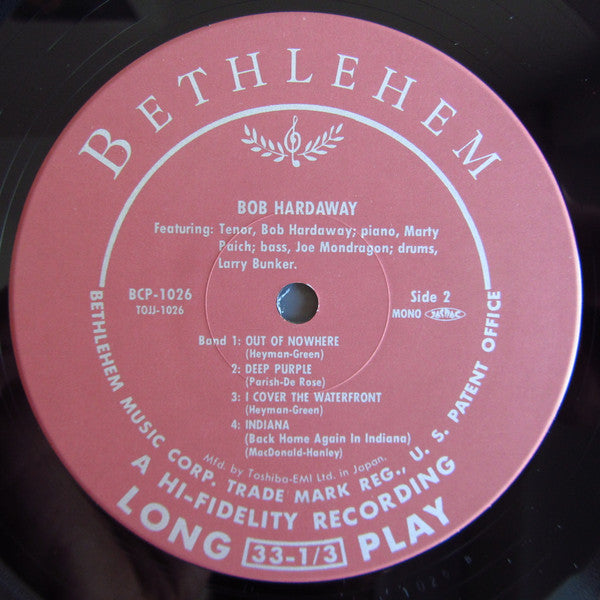 BETHLEHEM
BOB HARDAWAY
Featuring: Tenor, Bob Hardaway; piano, Marty
Paich; bass, Joe Mondragon; drums,
Larry Bunker.
BCP-1026
TOJJ-1026
Side 2
MONO
Band 1: OUT OF NOWHERE
(Heyman-Green)
2: DEEP PURPLE
(Parish-De Rose)
3: I COVER THE WATERFRONT
(Heyman-Green)
4: INDIANA
(Back Home Again In Indiana)
(MacDonald-Hanley)
Mfd. by Toshiba-EMI Ltd. in Japan.
BETHLEHEM MUSIC CORP. TRADE MARK REG., U. S. PATENT OFFICE
A HI-FIDELITY RECORDING
LONG 33-1/3 PLAY